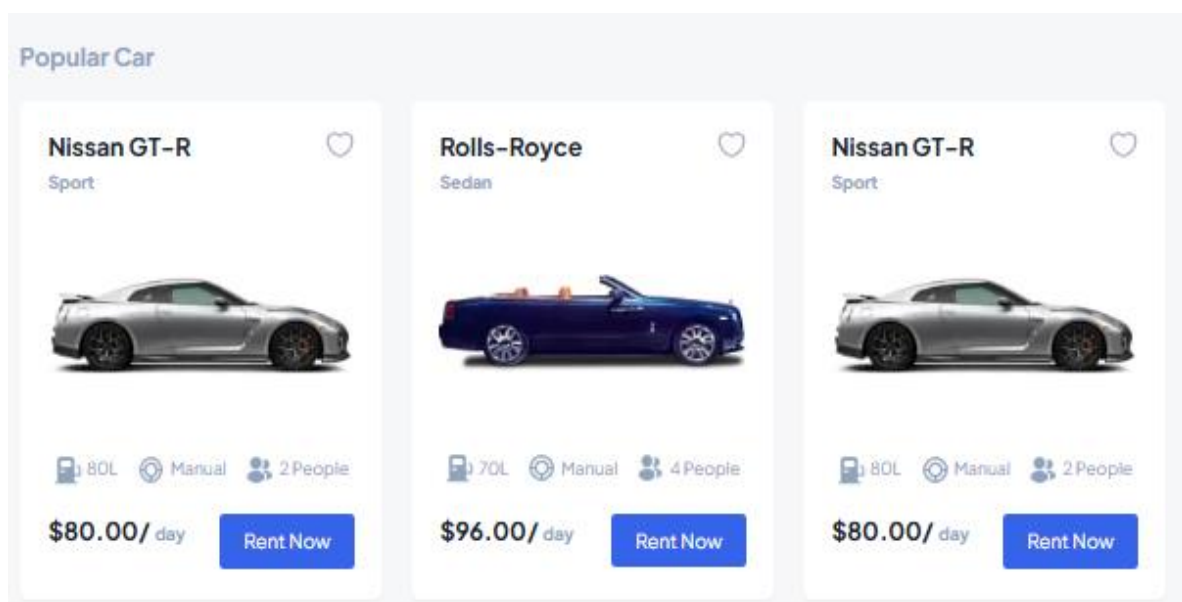 Popular Car
Nissan GT-R
Sport
80L Manual 2 People
$80.00/ day Rent Now
Rolls-Royce
Sedan
70L Manual 4 People
$96.00/ day Rent Now
Nissan GT-R
Sport
80L Manual 2 People
$80.00/ day Rent Now